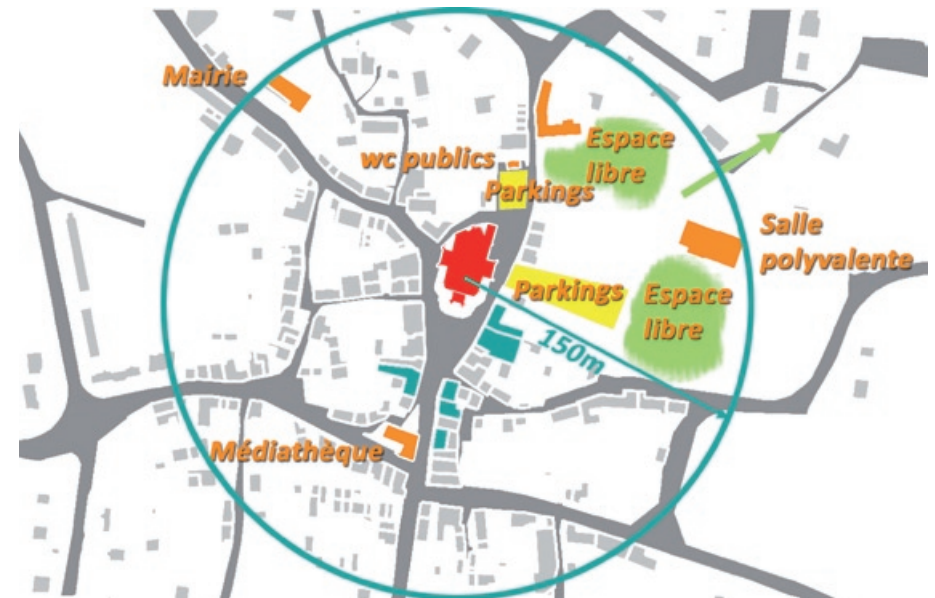 Mairie
Espace
libre
wc publics
Parkings
Salle
polyvalente
Parkings
Espace
libre
150m
Médiathèque